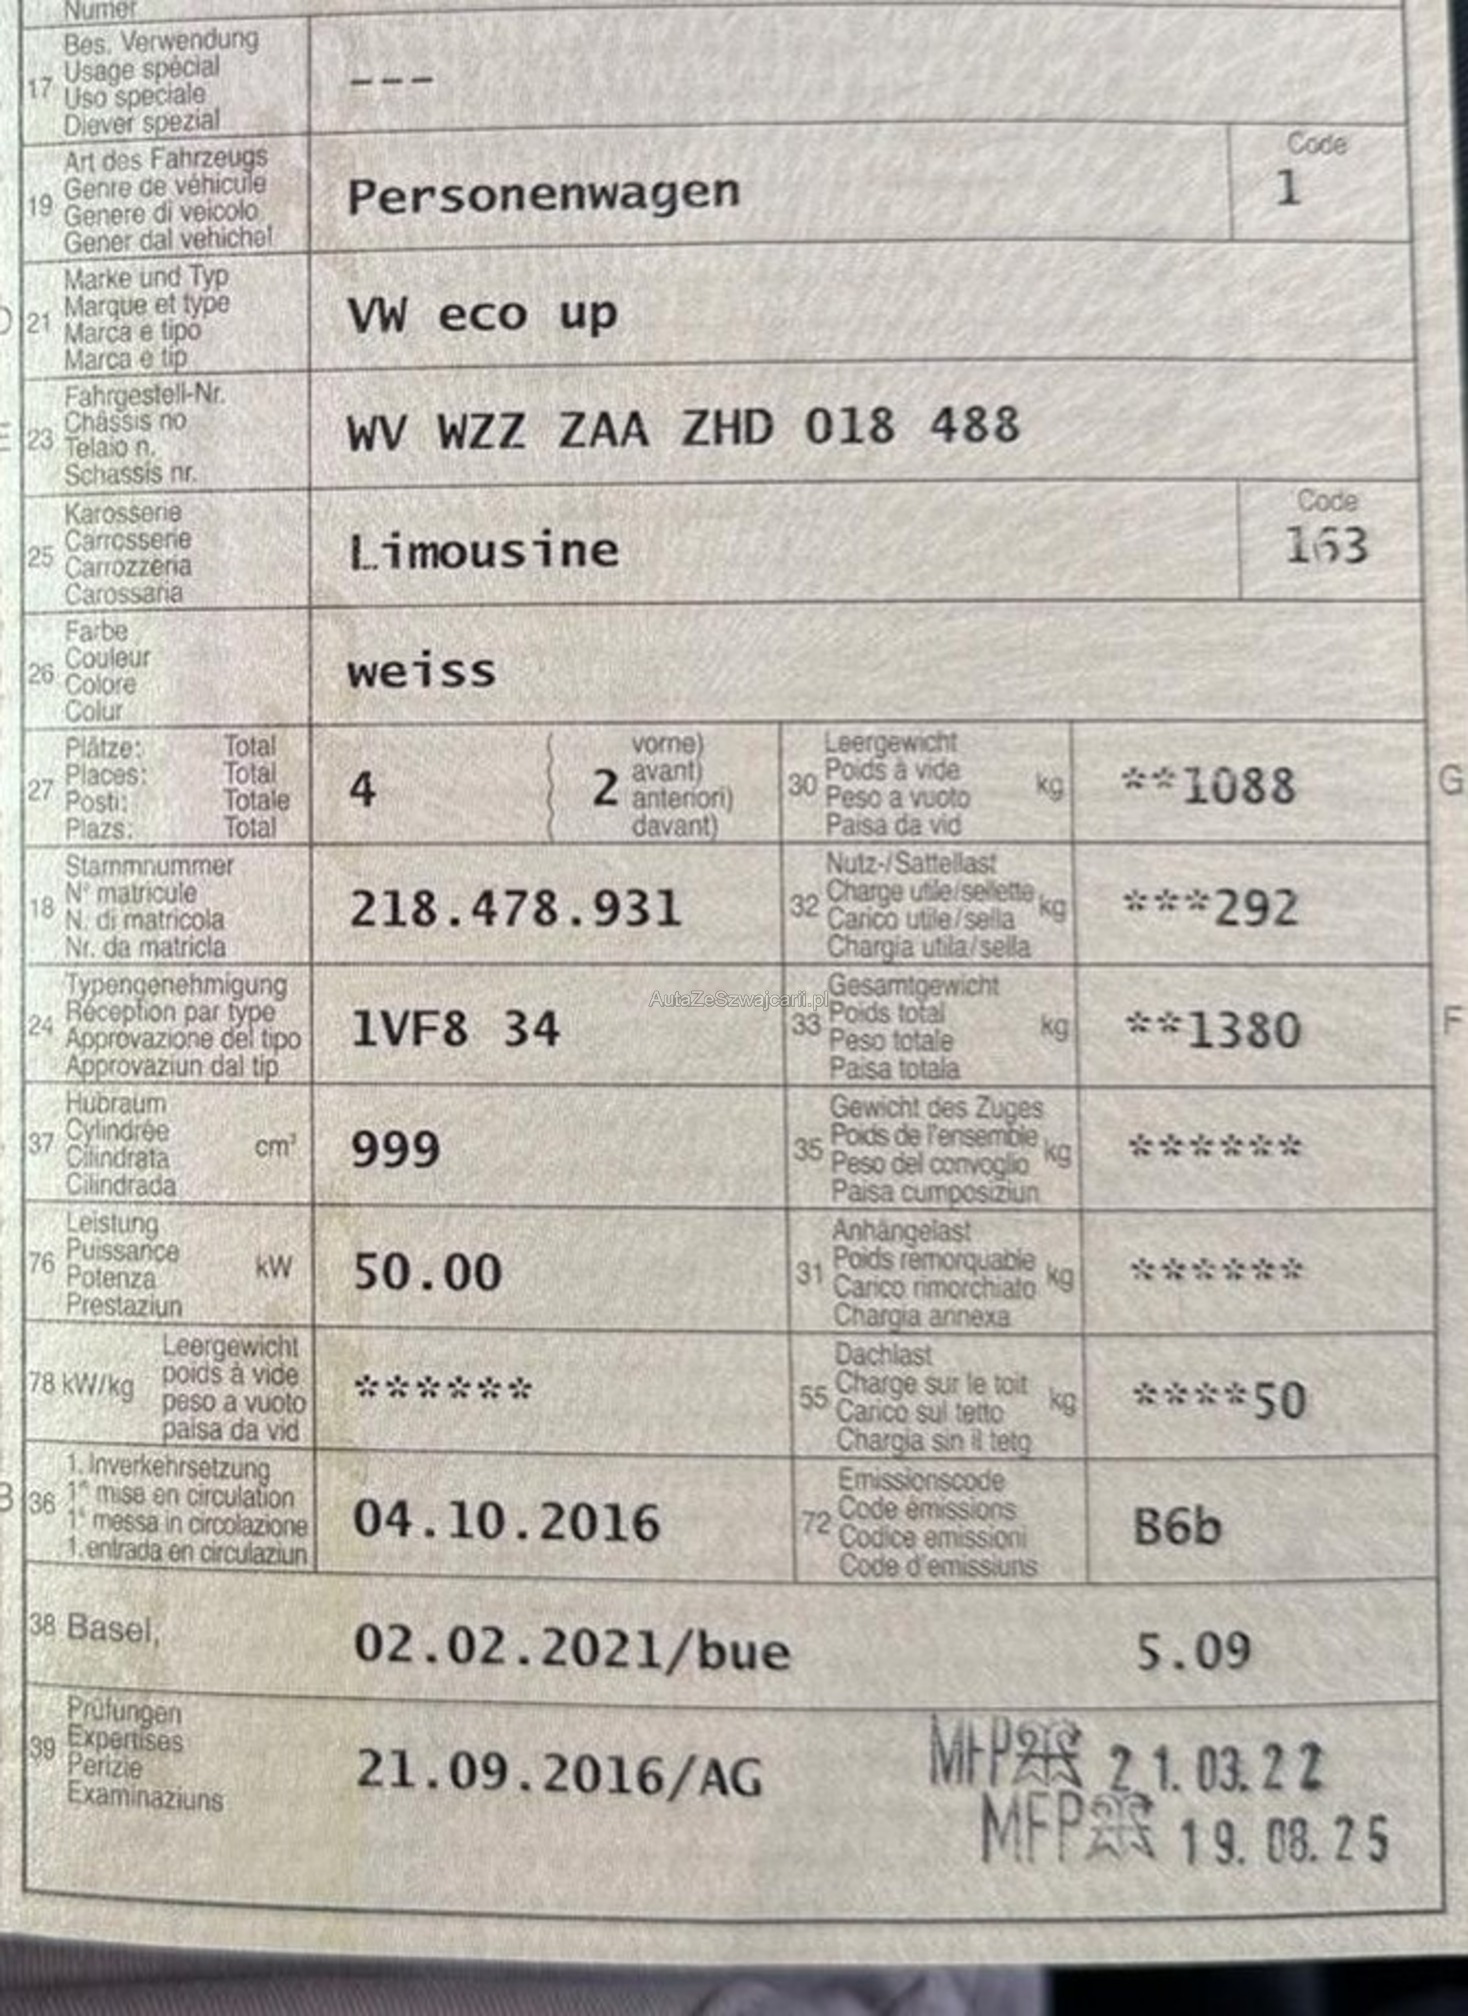 Numer
17 Bes. Verwendung
Usage spécial
Uso speciale
Diever spezial
---
19 Art des Fahrzeugs
Genre de véhicule
Genere di veicolo
Gener dal vehichel
Personenwagen
Code
1
D 21 Marke und Typ
Marque et type
Marca e tipo
Marca e tip
VW eco up
E 23 Fahrgestell-Nr.
Châssis no
Telaio n.
Schassis nr.
WV WZZ ZAA ZHD 018 488
25 Karosserie
Carrosserie
Carrozzeria
Carossaria
Limousine
Code
163
26 Farbe
Couleur
Colore
Colur
weiss
27 Plätze: Total
Places: Total
Posti: Totale
Plazs: Total
4
2
vorne)
avant)
anteriori)
davant)
30 Leergewicht
Poids à vide kg
Peso a vuoto
Paisa da vid
**1088
G
18 Stammnummer
N° matricule
N. di matricola
Nr. da matricla
218.478.931
32 Nutz-/Sattellast
Charge utile/sellette kg
Carico utile/sella
Chargia utila/sella
***292
24 Typengenehmigung
Réception par type
Approvazione del tipo
Approvaziun dal tip
1VF8 34
AutaZeSzwajcarii.pl
33 Gesamtgewicht
Poids total kg
Peso totale
Paisa totala
**1380
F
37 Hubraum
Cylindrée cm³
Cilindrata
Cilindrada
999
35 Gewicht des Zuges
Poids de l'ensemble kg
Peso del convoglio
Paisa cumposiziun
******
76 Leistung
Puissance kW
Potenza
Prestaziun
50.00
31 Anhängelast
Poids remorquable kg
Carico rimorchiato
Chargia annexa
******
78 kW/kg Leergewicht
poids à vide
peso a vuoto
paisa da vid
******
55 Dachlast
Charge sur le toit kg
Carico sul tetto
Chargia sin il tetg
****50
B 36 1. Inverkehrsetzung
1re mise en circulation
1a messa in circolazione
1. entrada en circulaziun
04.10.2016
72 Emissionscode
Code émissions
Codice emissioni
Code d'emissiuns
B6b
38 Basel,
02.02.2021/bue 5.09
39 Prüfungen
Expertises
Perizie
Examinaziuns
21.09.2016/AG
MFP 21.03.22
MFP 19.08.25